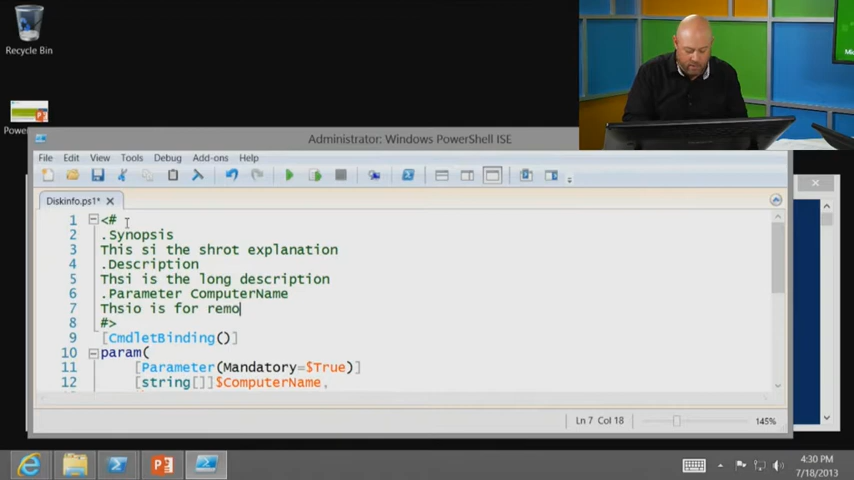 Recycle Bin
Mic
Power
Administrator: Windows PowerShell ISE
File Edit View Tools Debug Add-ons Help
Diskinfo.ps1*
1 <#
2 .Synopsis
3 This si the shrot explanation
4 .Description
5 Thsi is the long description
6 .Parameter ComputerName
7 Thsio is for remo
8 #>
9 [CmdletBinding()]
10 param(
11 [Parameter(Mandatory=$True)]
12 [string[]]$ComputerName,
Ln 7 Col 18 145%
4:30 PM
7/18/2013